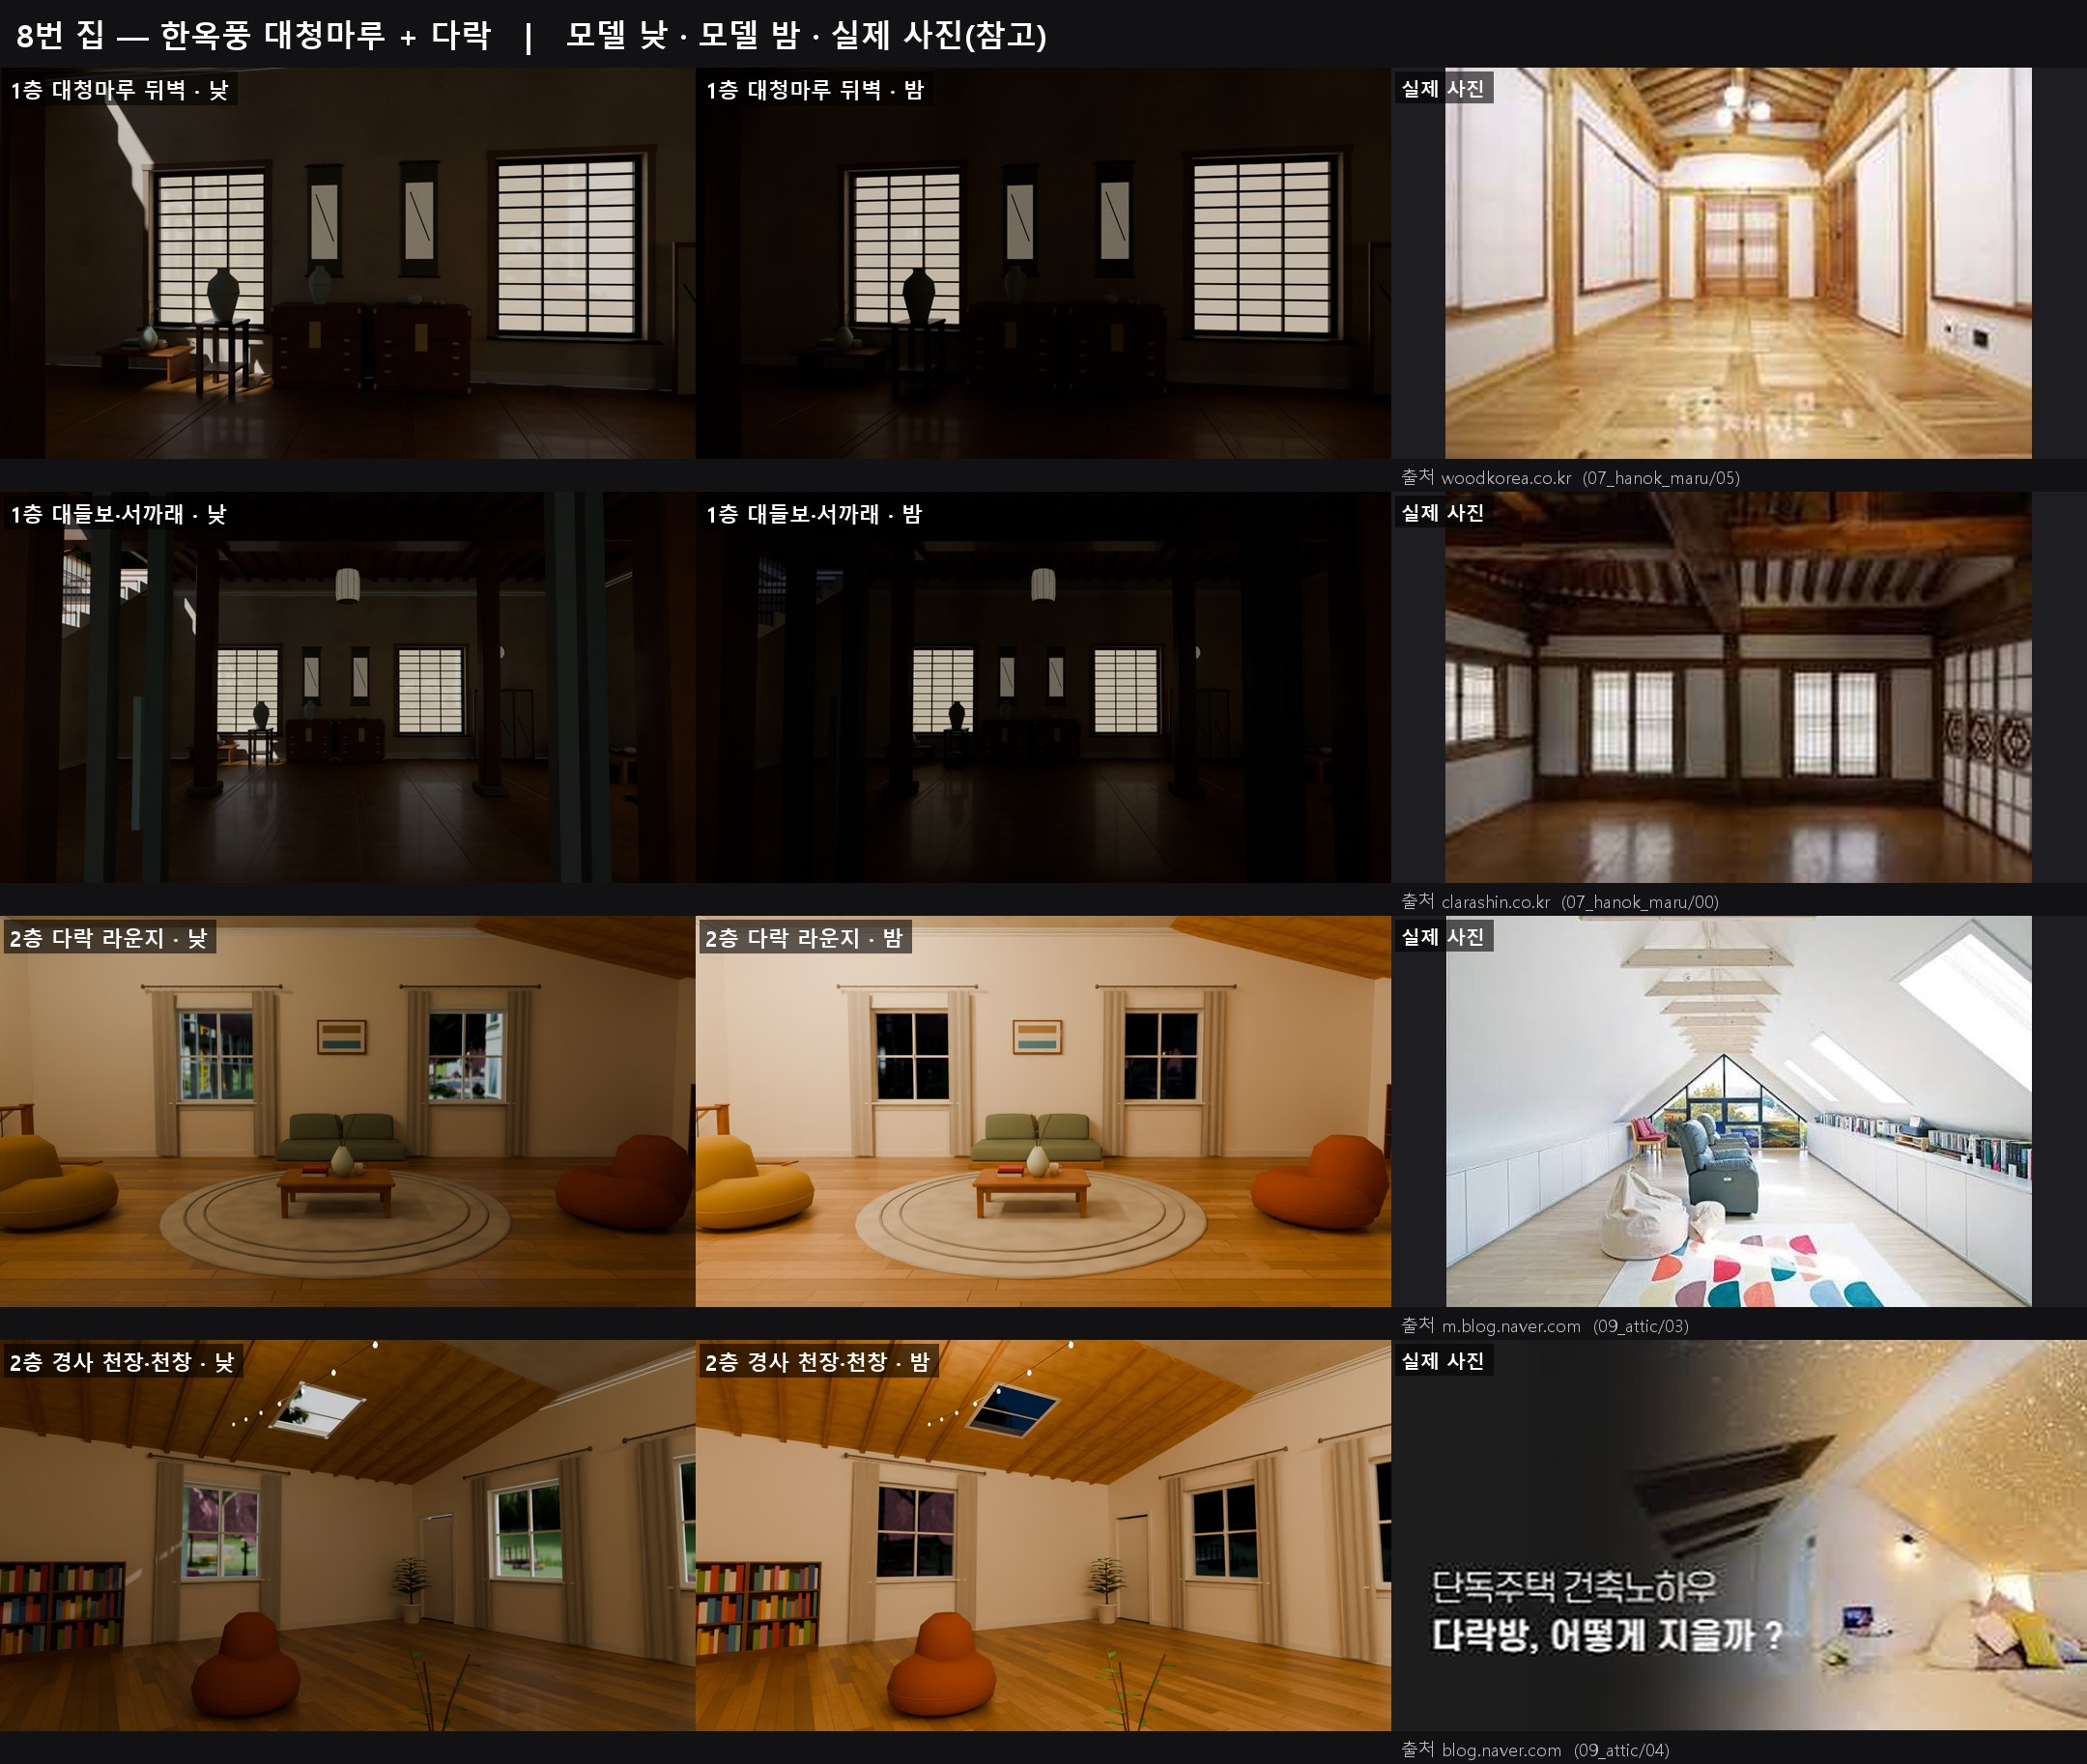 8번 집 — 한옥풍 대청마루 + 다락 | 모델 낮 · 모델 밤 · 실제 사진(참고)
1층 대청마루 뒤벽 · 낮
1층 대청마루 뒤벽 · 밤
실제 사진
출처 woodkorea.co.kr (07_hanok_maru/05)
1층 대들보·서까래 · 낮
1층 대들보·서까래 · 밤
실제 사진
출처 clarashin.co.kr (07_hanok_maru/00)
2층 다락 라운지 · 낮
2층 다락 라운지 · 밤
실제 사진
출처 m.blog.naver.com (09_attic/03)
2층 경사 천장·천창 · 낮
2층 경사 천장·천창 · 밤
실제 사진
단독주택 건축노하우
다락방, 어떻게 지을까 ?
출처 blog.naver.com (09_attic/04)